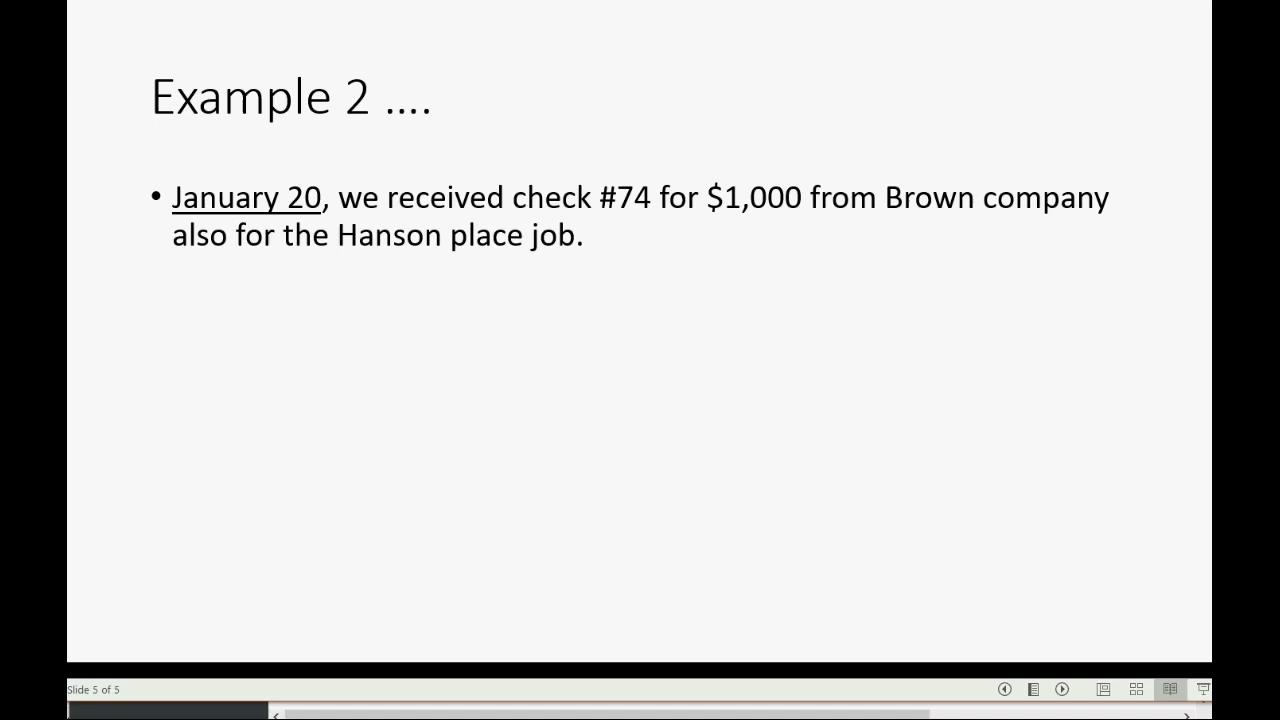 Example 2 ....
• January 20, we received check #74 for $1,000 from Brown company
also for the Hanson place job.
Slide 5 of 5